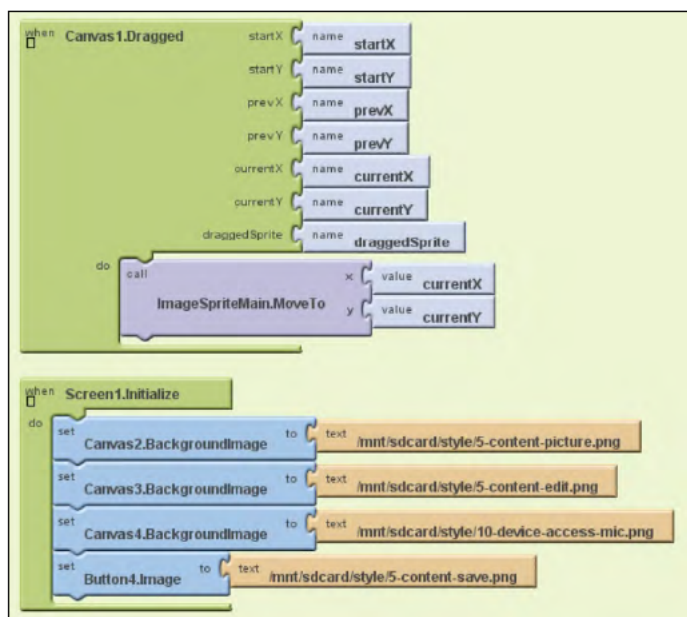 when Canvas1.Dragged startX name startX
startY name startY
prevX name prevX
prevY name prevY
currentX name currentX
currentY name currentY
draggedSprite name draggedSprite
do call ImageSpriteMain.MoveTo x value currentX
y value currentY
when Screen1.Initialize
do set Canvas2.BackgroundImage to text /mnt/sdcard/style/5-content-picture.png
set Canvas3.BackgroundImage to text /mnt/sdcard/style/5-content-edit.png
set Canvas4.BackgroundImage to text /mnt/sdcard/style/10-device-access-mic.png
set Button4.Image to text /mnt/sdcard/style/5-content-save.png